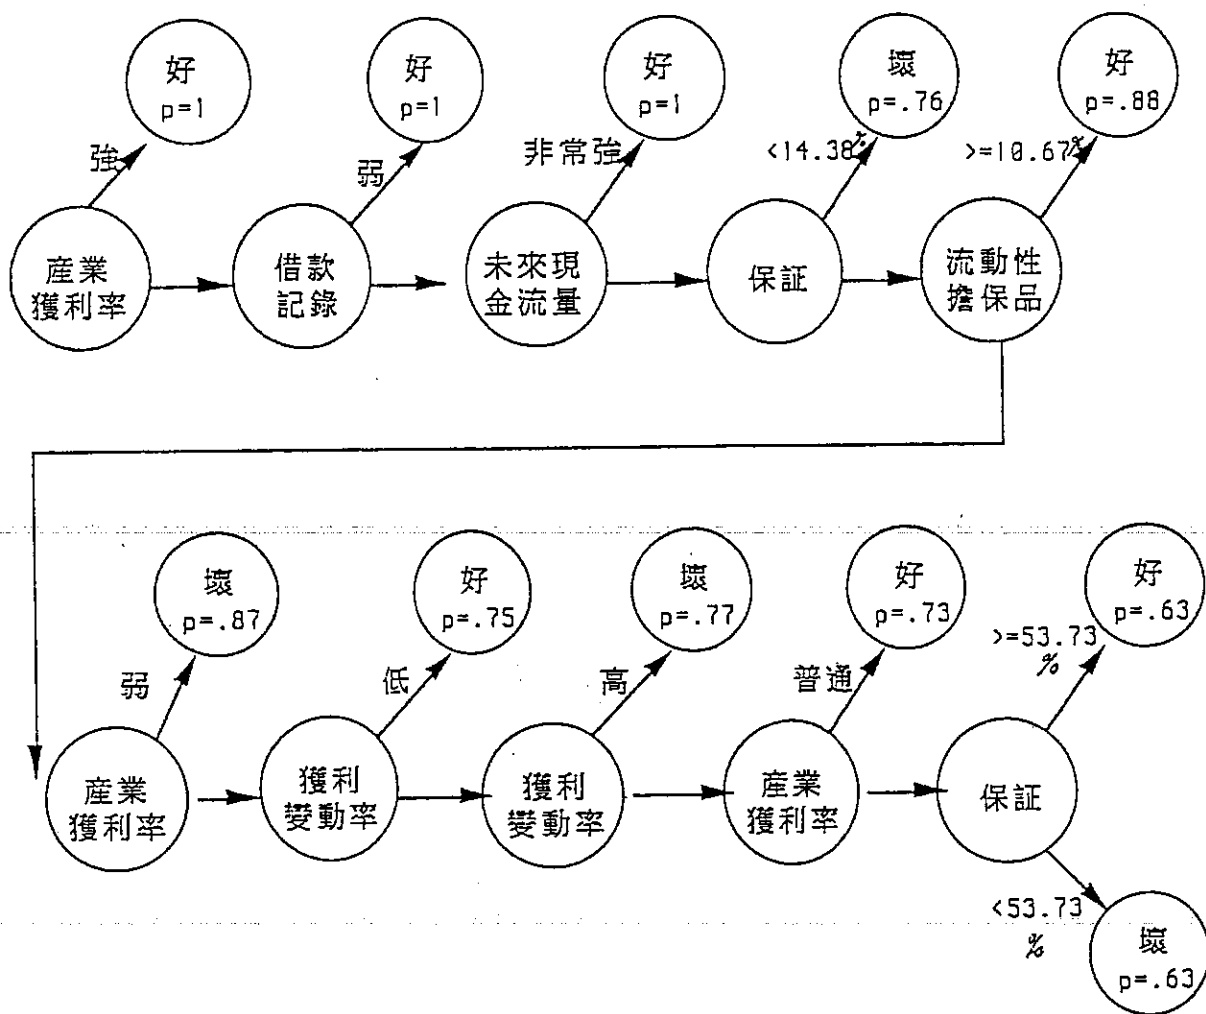 好
p=1
好
p=1
好
p=1
壞
p=.76
好
p=.88
強
弱
非常強
<14.38%
>=10.67%
産業
獲利率
借款
記錄
未來現
金流量
保証
流動性
擔保品
壞
p=.87
好
p=.75
壞
p=.77
好
p=.73
好
p=.63
弱
低
高
普通
>=53.73
%
産業
獲利率
獲利
變動率
獲利
變動率
産業
獲利率
保証
<53.73
%
壞
p=.63